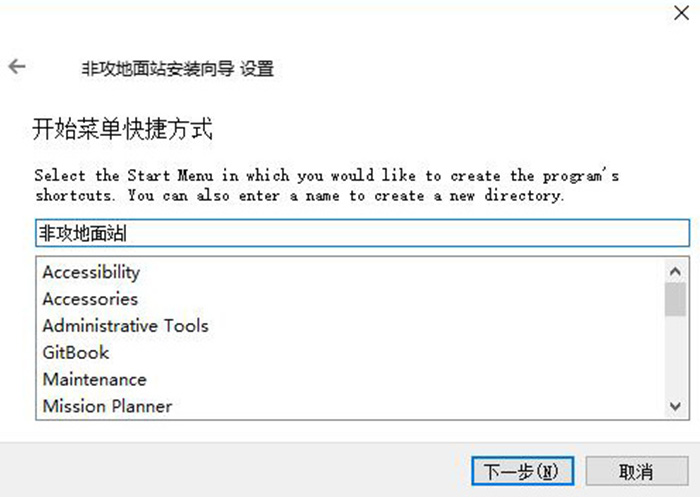 非攻地面站安装向导 设置
开始菜单快捷方式
Select the Start Menu in which you would like to create the program's
shortcuts. You can also enter a name to create a new directory.
非攻地面站
Accessibility
Accessories
Administrative Tools
GitBook
Maintenance
Mission Planner
下一步(N) 取消